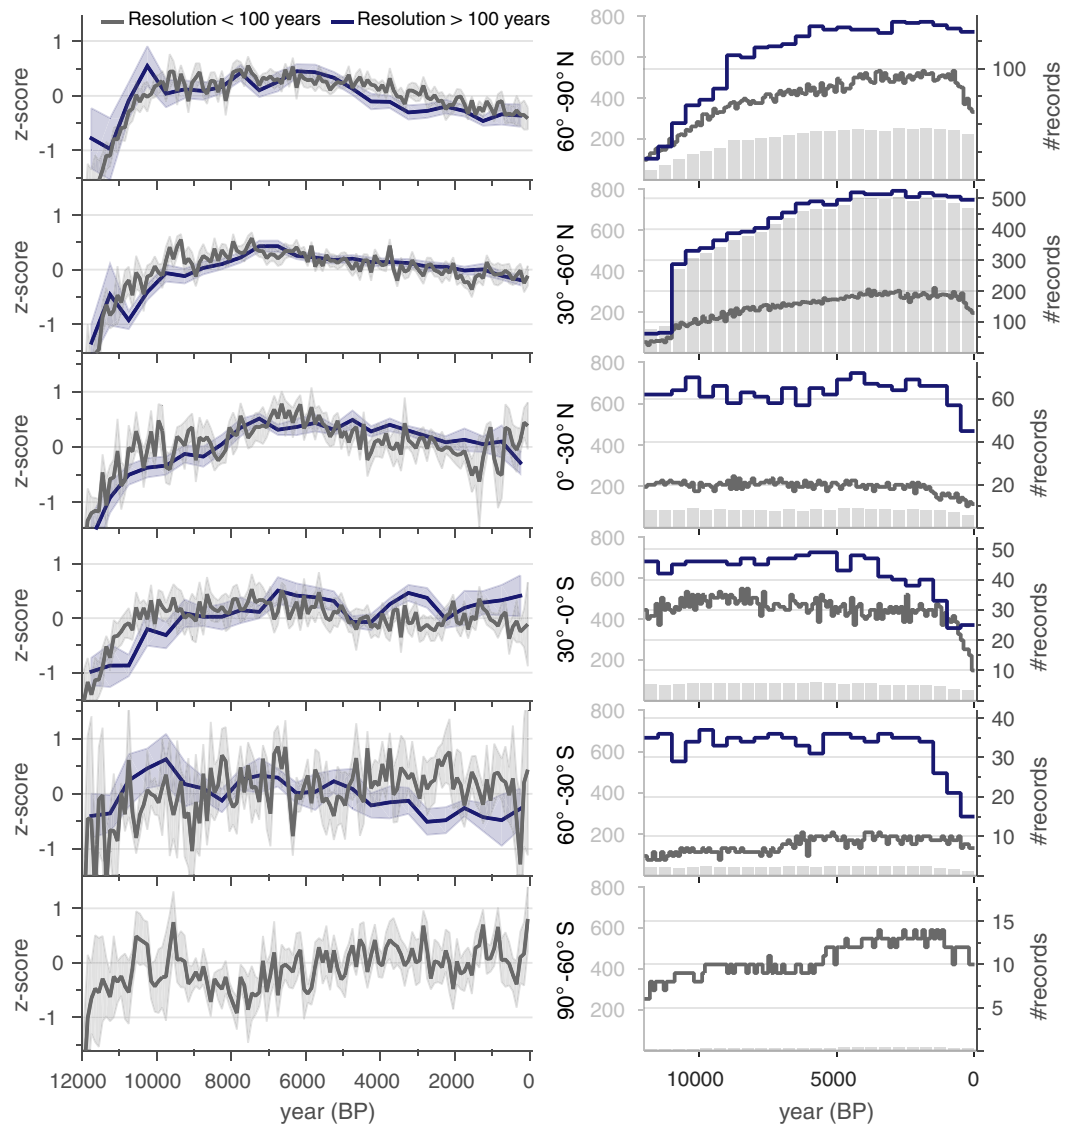 Resolution < 100 years Resolution > 100 years
1
0
-1
z-score
60° -90° N
800
600
400
200
100
#records
1
0
-1
z-score
30° -60° N
800
600
400
200
500
400
300
200
100
#records
1
0
-1
z-score
0° -30° N
800
600
400
200
60
40
20
#records
1
0
-1
z-score
30° -0° S
800
600
400
200
50
40
30
20
10
#records
1
0
-1
z-score
60° -30° S
800
600
400
200
40
30
20
10
#records
1
0
-1
z-score
90° -60° S
800
600
400
200
15
10
5
#records
12000 10000 8000 6000 4000 2000 0
year (BP)
10000 5000 0
year (BP)